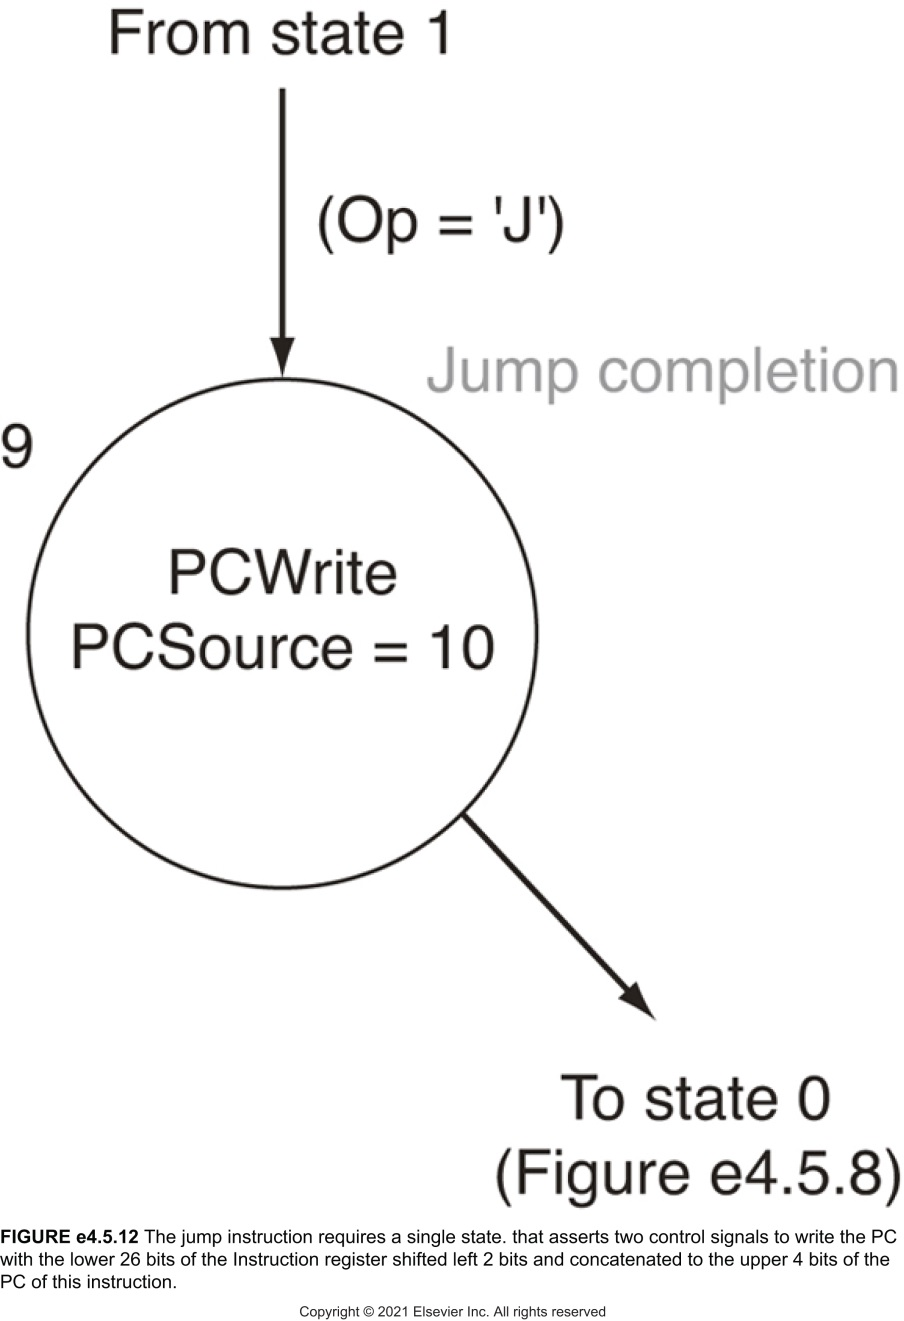 From state 1
(Op = 'J')
Jump completion
9
PCWrite
PCSource = 10
To state 0
(Figure e4.5.8)
FIGURE e4.5.12 The jump instruction requires a single state. that asserts two control signals to write the PC
with the lower 26 bits of the Instruction register shifted left 2 bits and concatenated to the upper 4 bits of the
PC of this instruction.
Copyright © 2021 Elsevier Inc. All rights reserved